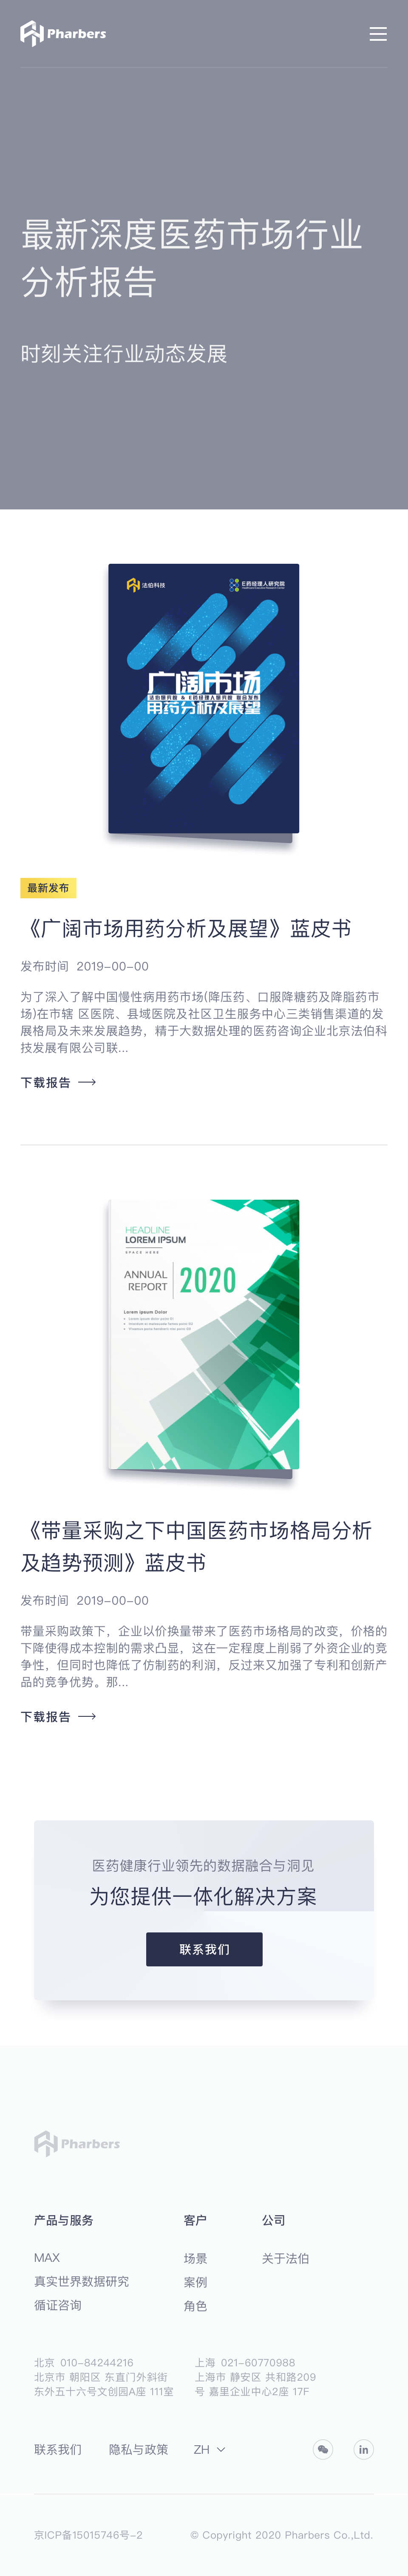 Pharbers
最新深度医药市场行业
分析报告
时刻关注行业动态发展
法伯科技
E药经理人研究院
广阔市场
用药分析及展望
最新发布
《广阔市场用药分析及展望》蓝皮书
发布时间 2019-00-00
为了深入了解中国慢性病用药市场(降压药、口服降糖药及降脂药市
场)在市辖 区医院、县域医院及社区卫生服务中心三类销售渠道的发
展格局及未来发展趋势，精于大数据处理的医药咨询企业北京法伯科
技发展有限公司联...
下载报告
HEADLINE
LOREM IPSUM
SPACE HERE
ANNUAL
REPORT
2020
Lorem Ipsum Dolor
《带量采购之下中国医药市场格局分析
及趋势预测》蓝皮书
发布时间 2019-00-00
带量采购政策下，企业以价换量带来了医药市场格局的改变，价格的
下降使得成本控制的需求凸显，这在一定程度上削弱了外资企业的竞
争性，但同时也降低了仿制药的利润，反过来又加强了专利和创新产
品的竞争优势。那...
下载报告
医药健康行业领先的数据融合与洞见
为您提供一体化解决方案
联系我们
Pharbers
产品与服务 客户 公司
MAX 场景 关于法伯
真实世界数据研究 案例
循证咨询 角色
北京 010-84244216
北京市 朝阳区 东直门外斜街
东外五十六号文创园A座 111室
上海 021-60770988
上海市 静安区 共和路209
号 嘉里企业中心2座 17F
联系我们 隐私与政策 ZH in
京ICP备15015746号-2 © Copyright 2020 Pharbers Co.,Ltd.